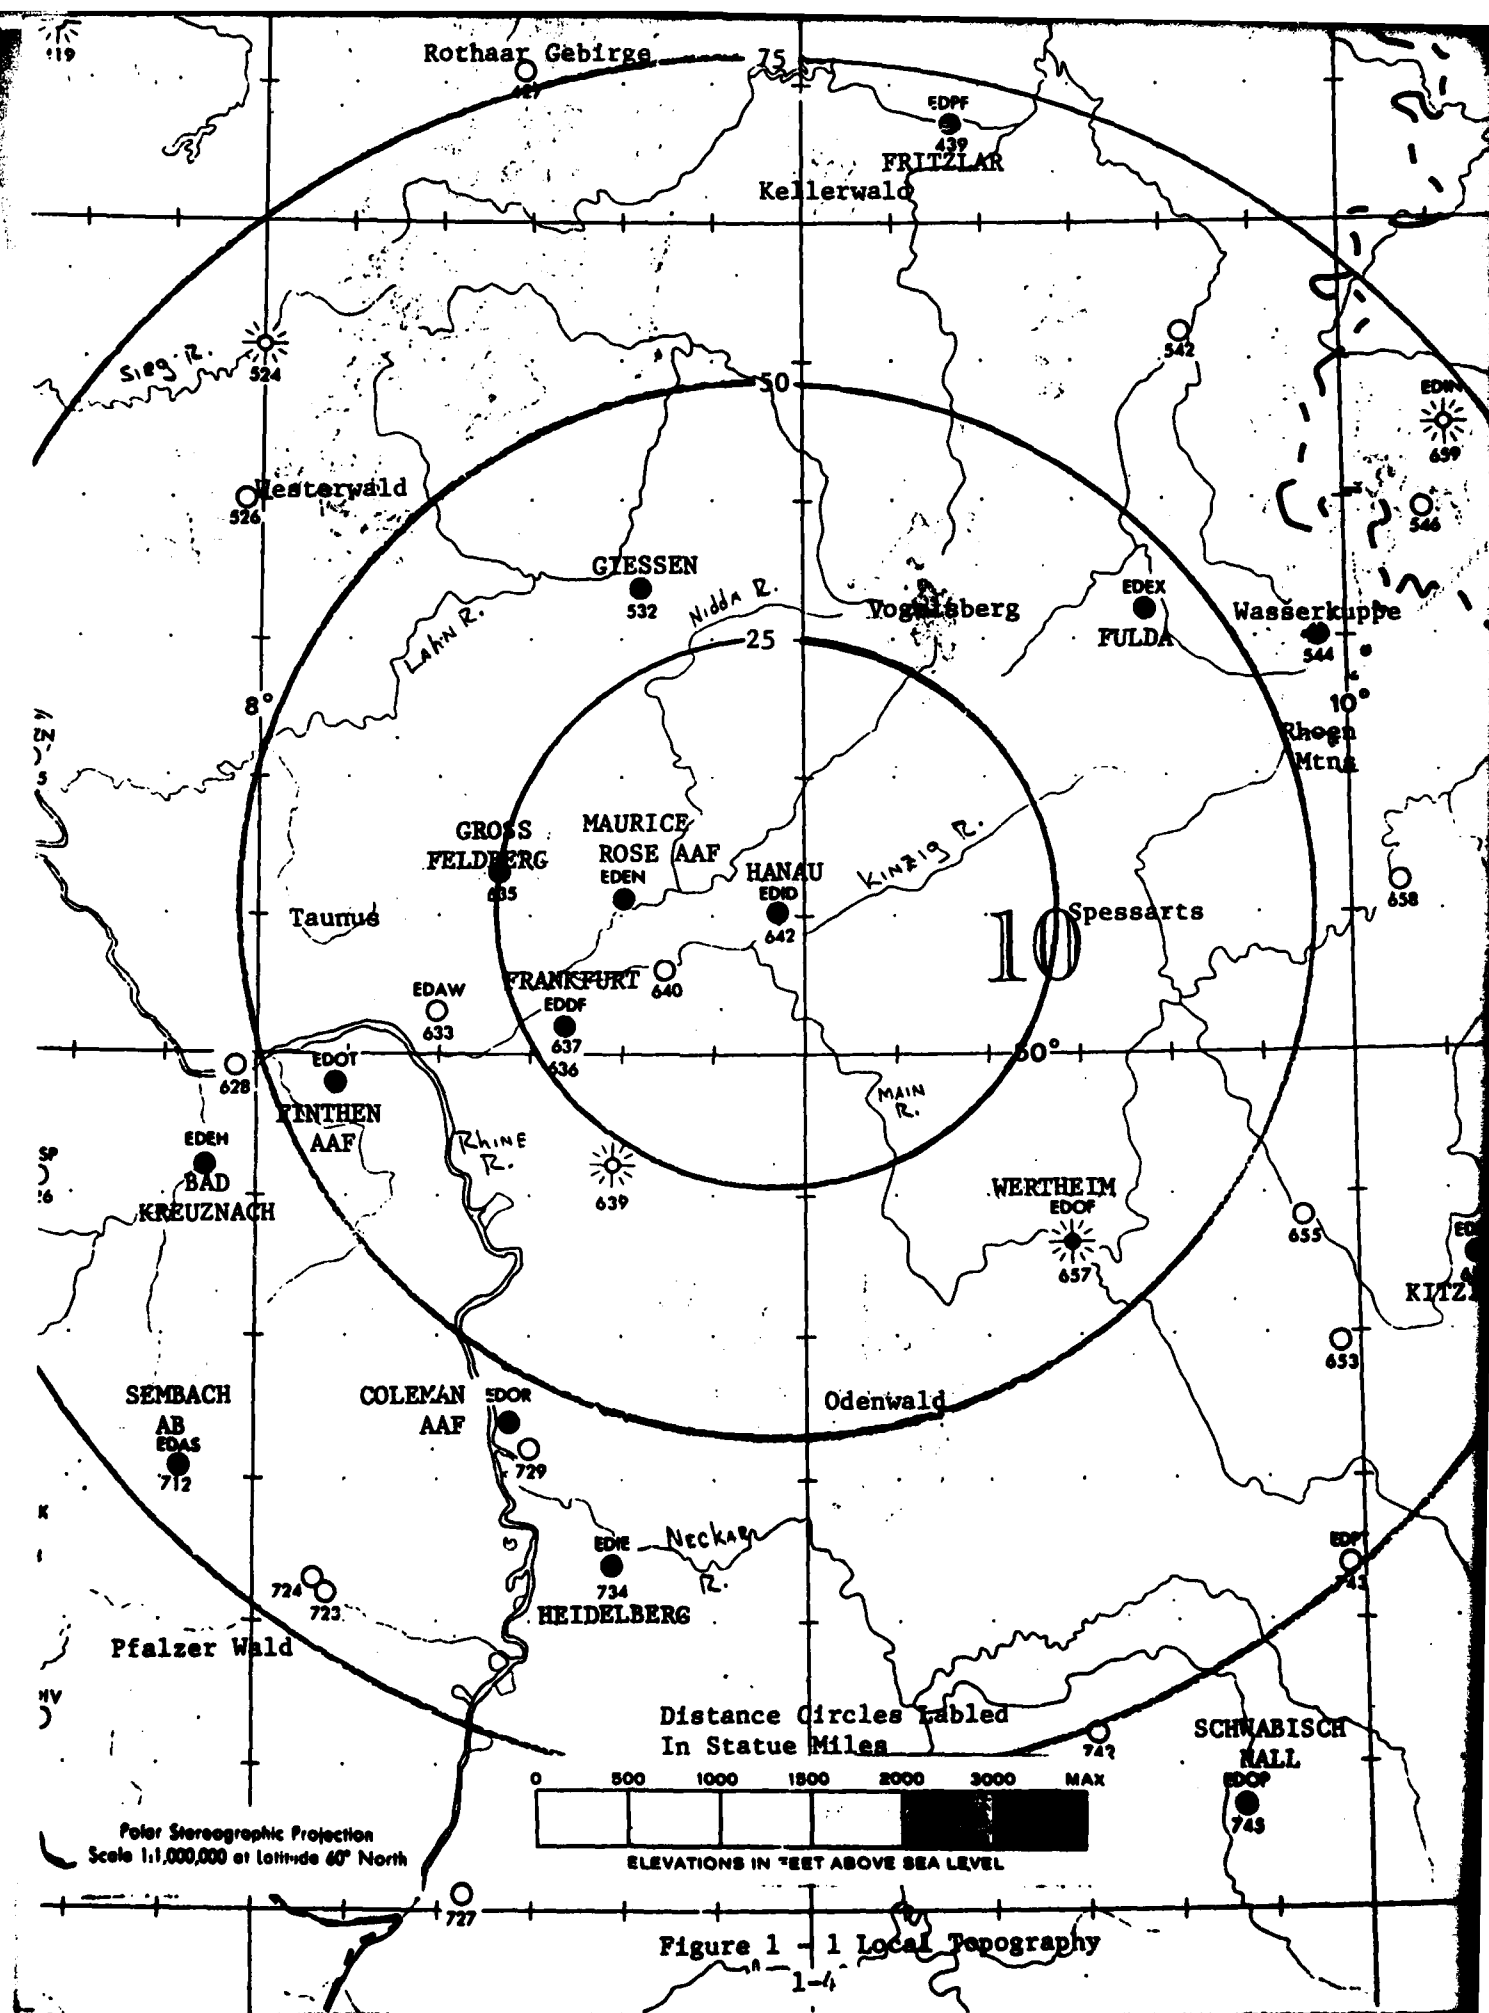 419
Rothaar Gebirge
75
427
EDPF
439
FRITZLAR
Kellerwald
Sieg R.
524
542
50
EDIN
659
Westerwald
526
546
GIESSEN
532
Nidda R.
Vogelsberg
EDEX
FULDA
Wasserkuppe
544
Lahn R.
25
8°
10°
Rhoen
Mtns
GROSS
FELDBERG
635
MAURICE
ROSE AAF
EDEN
HANAU
EDID
642
Kinzig R.
658
Taunus
10
Spessarts
FRANKFURT
640
EDAW
633
EDDF
637
636
50°
628
EDOT
FINTHEN
AAF
MAIN
R.
EDEH
BAD
KREUZNACH
RhINE
R.
639
WERTHEIM
EDOF
657
655
KITZ
653
SEMBACH
AB
EDAS
712
COLEMAN
AAF
EDOR
729
Odenwald
EDIE
734
HEIDELBERG
NECKAR
R.
EDP
743
724
723
Pfalzer Wald
Distance Circles Labled
In Statue Miles
742
SCHWABISCH
HALL
EDOP
745
0 500 1000 1500 2000 3000 MAX
ELEVATIONS IN FEET ABOVE SEA LEVEL
Polar Stereographic Projection
Scale 1:1,000,000 at Latitude 60° North
727
Figure 1 - 1 Local Topography
1-4